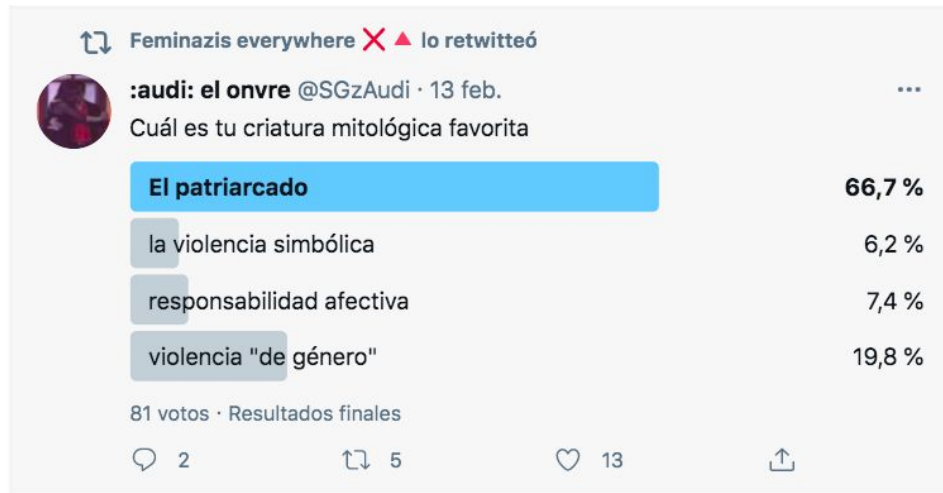 Feminazis everywhere ❌ 🔺 lo retwitteó
:audi: el onvre @SGzAudi · 13 feb.
Cuál es tu criatura mitológica favorita
El patriarcado 66,7 %
la violencia simbólica 6,2 %
responsabilidad afectiva 7,4 %
violencia "de género" 19,8 %
81 votos · Resultados finales
2 5 13